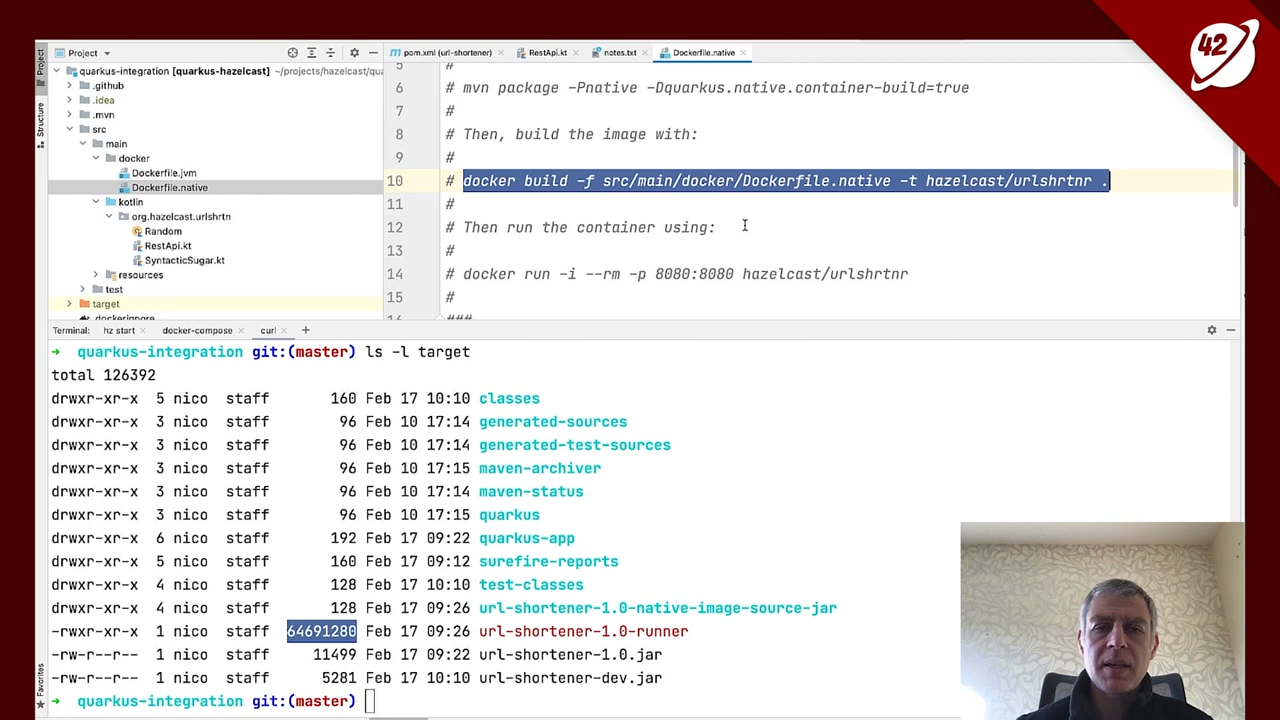 42
Project
Project
pom.xml (url-shortener)
RestApi.kt
notes.txt
Dockerfile.native
quarkus-integration [quarkus-hazelcast] ~/projects/hazelcast/qua
.github
.idea
.mvn
src
main
docker
Dockerfile.jvm
Dockerfile.native
kotlin
org.hazelcast.urlshrtn
Random
RestApi.kt
SyntacticSugar.kt
resources
test
target
.dockerignore
Structure
Favorites
5 #
6 # mvn package -Pnative -Dquarkus.native.container-build=true
7 #
8 # Then, build the image with:
9 #
10 # docker build -f src/main/docker/Dockerfile.native -t hazelcast/urlshrtnr .
11 #
12 # Then run the container using:
13 #
14 # docker run -i --rm -p 8080:8080 hazelcast/urlshrtnr
15 #
16 ###
Terminal: hz start docker-compose curl +
quarkus-integration git:(master) ls -l target
total 126392
drwxr-xr-x 5 nico staff 160 Feb 17 10:10 classes
drwxr-xr-x 3 nico staff 96 Feb 10 17:14 generated-sources
drwxr-xr-x 3 nico staff 96 Feb 10 17:14 generated-test-sources
drwxr-xr-x 3 nico staff 96 Feb 10 17:15 maven-archiver
drwxr-xr-x 3 nico staff 96 Feb 10 17:14 maven-status
drwxr-xr-x 3 nico staff 96 Feb 10 17:15 quarkus
drwxr-xr-x 6 nico staff 192 Feb 17 09:22 quarkus-app
drwxr-xr-x 5 nico staff 160 Feb 17 09:12 surefire-reports
drwxr-xr-x 4 nico staff 128 Feb 17 10:10 test-classes
drwxr-xr-x 4 nico staff 128 Feb 17 09:26 url-shortener-1.0-native-image-source-jar
-rwxr-xr-x 1 nico staff 64691280 Feb 17 09:26 url-shortener-1.0-runner
-rw-r--r-- 1 nico staff 11499 Feb 17 09:22 url-shortener-1.0.jar
-rw-r--r-- 1 nico staff 5281 Feb 17 10:10 url-shortener-dev.jar
quarkus-integration git:(master)